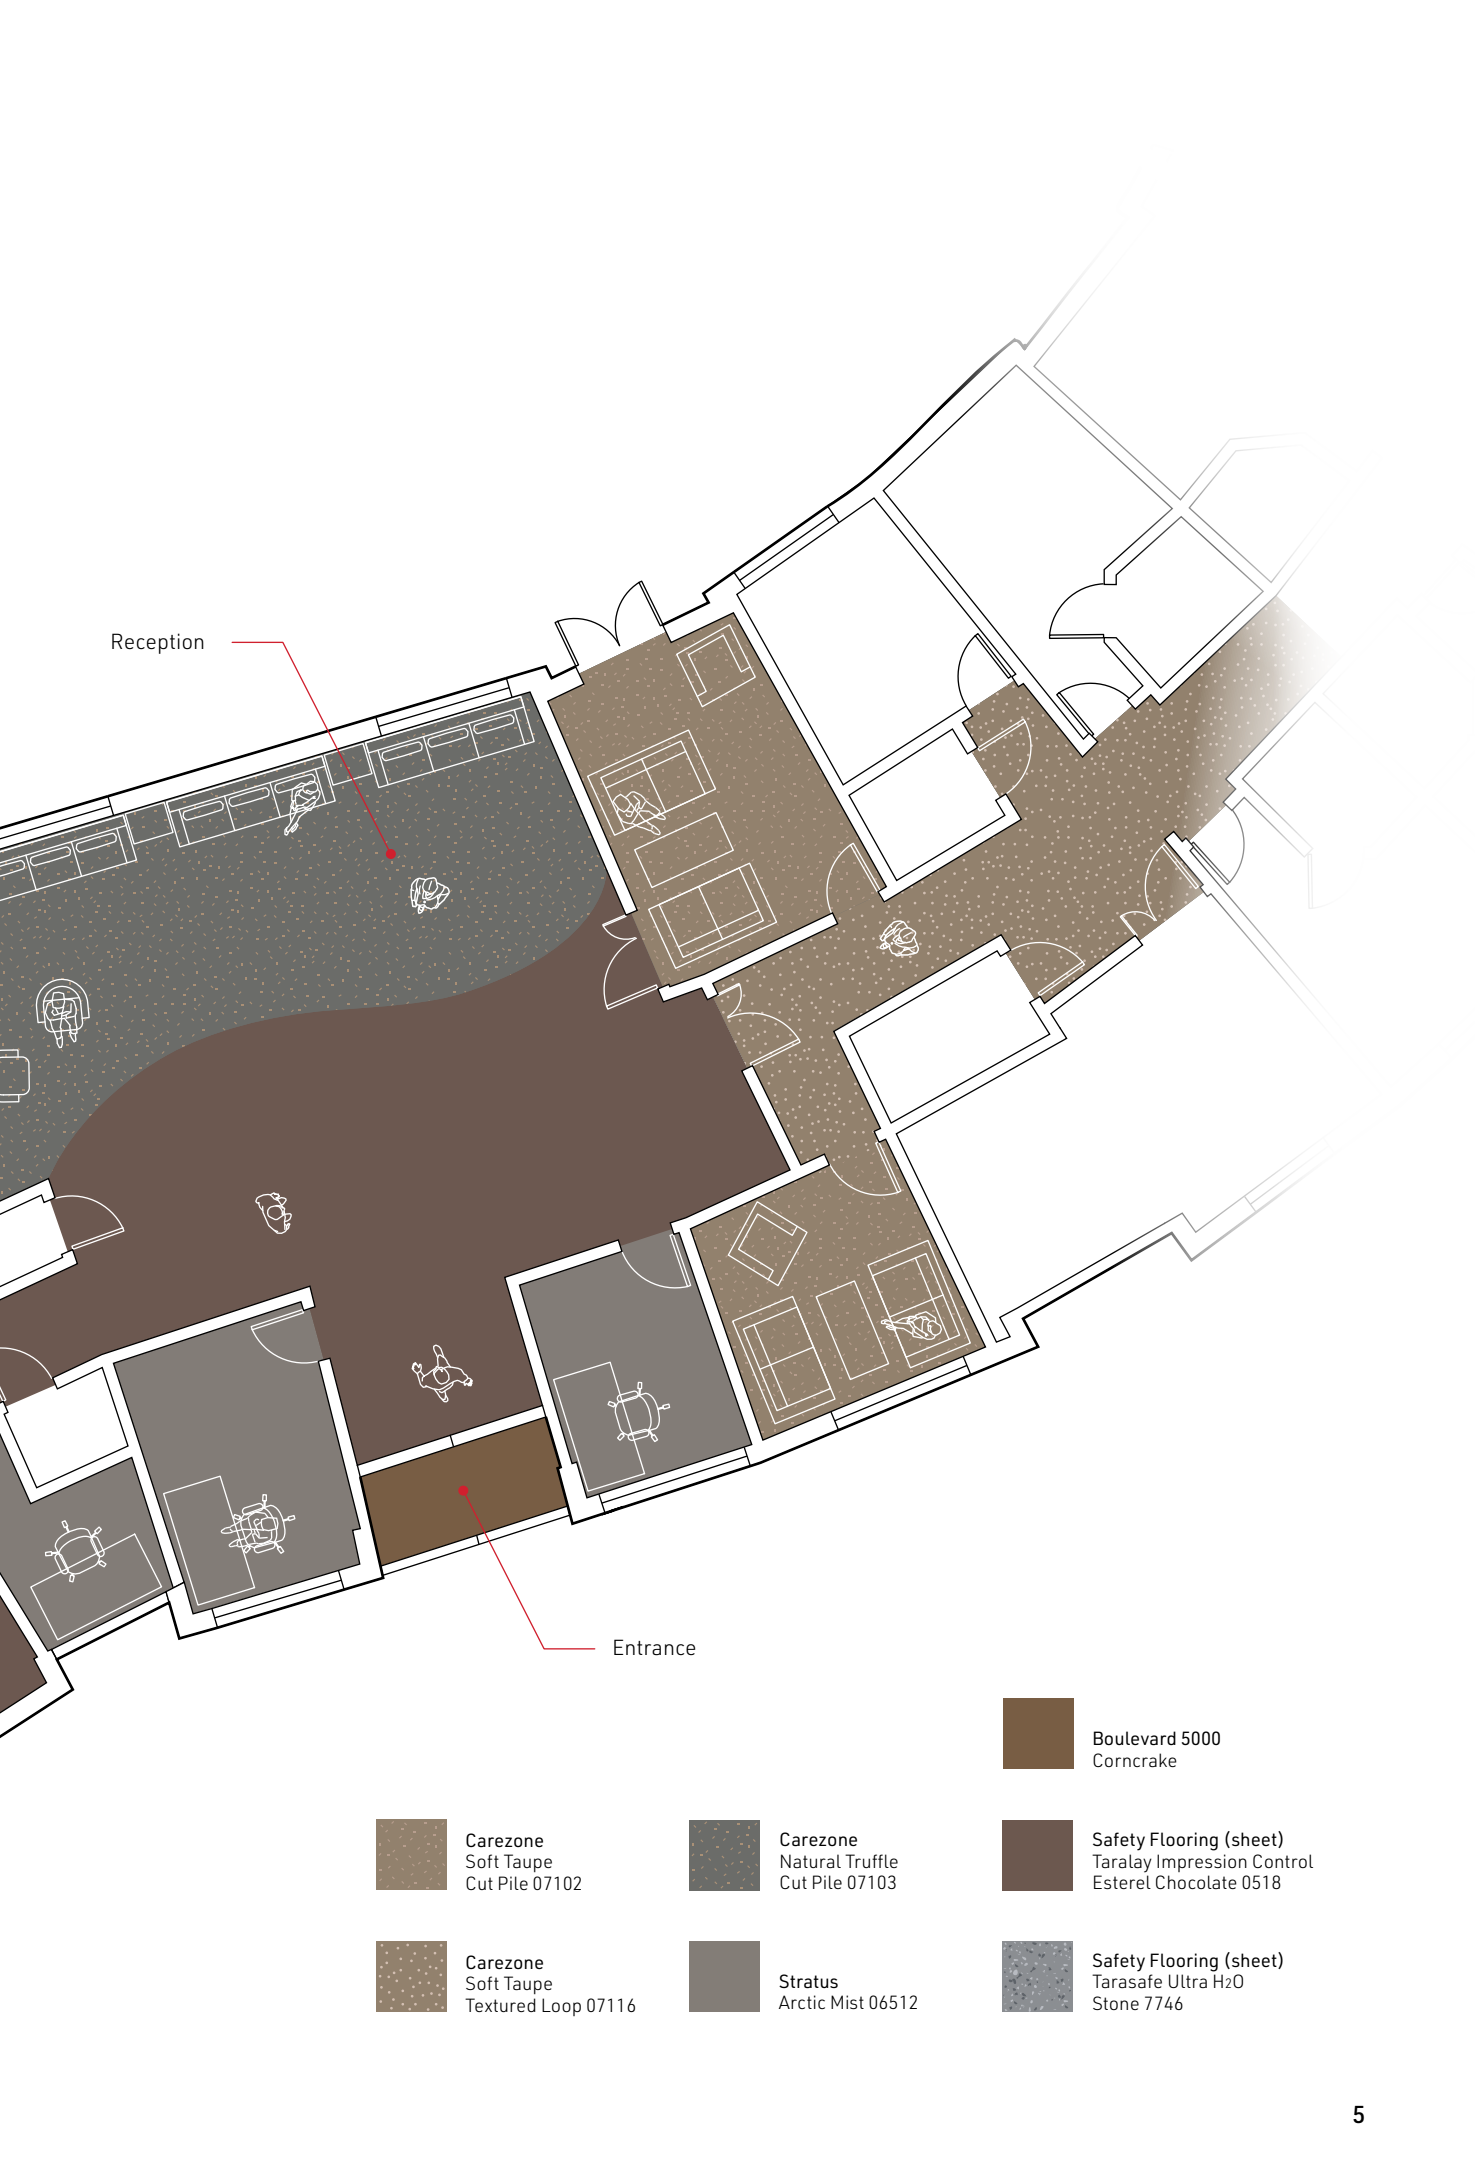 Reception
Entrance
Boulevard 5000
Corncrake
Carezone
Soft Taupe
Cut Pile 07102
Carezone
Natural Truffle
Cut Pile 07103
Safety Flooring (sheet)
Taralay Impression Control
Esterel Chocolate 0518
Carezone
Soft Taupe
Textured Loop 07116
Stratus
Arctic Mist 06512
Safety Flooring (sheet)
Tarasafe Ultra H2O
Stone 7746
5